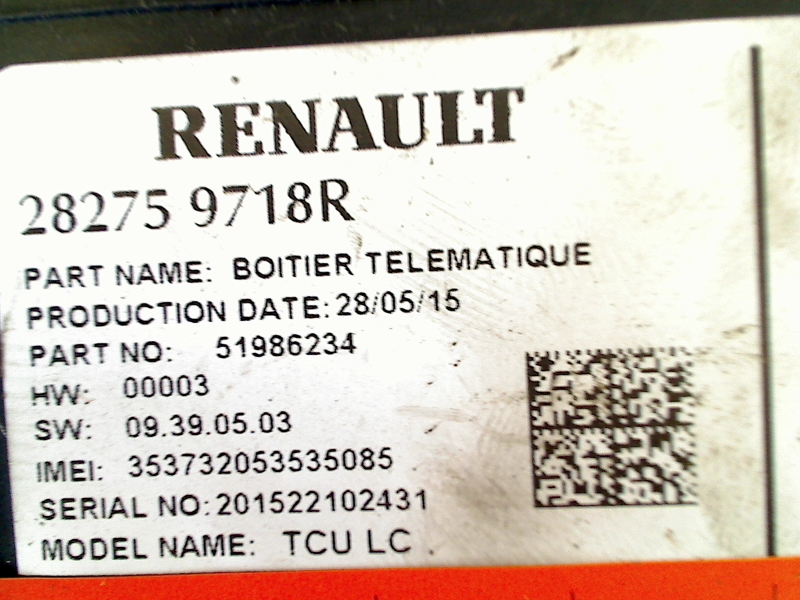 RENAULT
28275 9718R
PART NAME: BOITIER TELEMATIQUE
PRODUCTION DATE: 28/05/15
PART NO: 51986234
HW: 00003
SW: 09.39.05.03
IMEI: 353732053535085
SERIAL NO: 201522102431
MODEL NAME: TCU LC